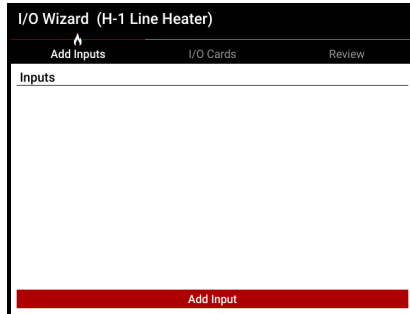 I/O Wizard (H-1 Line Heater)
Add Inputs I/O Cards Review
Inputs
Add Input